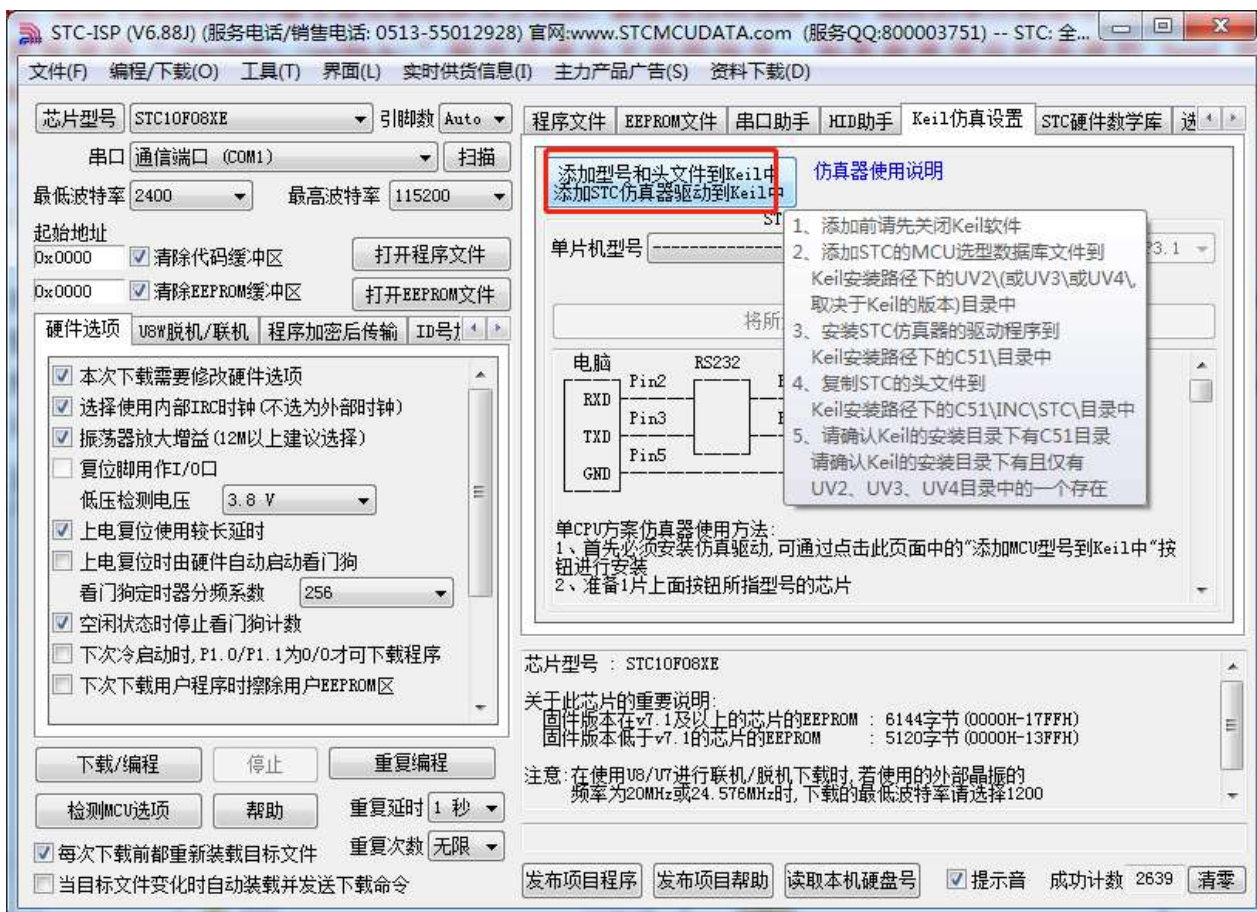 STC-ISP (V6.88J) (服务电话/销售电话: 0513-55012928) 官网:www.STCMCUDATA.com (服务QQ:800003751) -- STC: 全...
文件(F) 编程/下载(O) 工具(T) 界面(L) 实时供货信息(I) 主力产品广告(S) 资料下载(D)
芯片型号 STC10F08XE 引脚数 Auto
串口 通信端口 (COM1) 扫描
最低波特率 2400 最高波特率 115200
起始地址
0x0000 清除代码缓冲区 打开程序文件
0x0000 清除EEPROM缓冲区 打开EEPROM文件
硬件选项 U8W脱机/联机 程序加密后传输 ID号
本次下载需要修改硬件选项
选择使用内部IRC时钟(不选为外部时钟)
振荡器放大增益(12M以上建议选择)
复位脚用作I/O口
低压检测电压 3.8 V
上电复位使用较长延时
上电复位时由硬件自动启动看门狗
看门狗定时器分频系数 256
空闲状态时停止看门狗计数
下次冷启动时,P1.0/P1.1为0/0才可下载程序
下次下载用户程序时擦除用户EEPROM区
下载/编程 停止 重复编程
检测MCU选项 帮助 重复延时 1 秒
每次下载前都重新装载目标文件 重复次数 无限
当目标文件变化时自动装载并发送下载命令
程序文件 EEPROM文件 串口助手 HID助手 Keil仿真设置 STC硬件数学库 选
添加型号和头文件到Keil中
添加STC仿真器驱动到Keil中
仿真器使用说明
ST
单片机型号 ---------------- 3.1
将所
1、添加前请先关闭Keil软件
2、添加STC的MCU选型数据库文件到
Keil安装路径下的UV2\(或UV3\或UV4\,
取决于Keil的版本)目录中
3、安装STC仿真器的驱动程序到
Keil安装路径下的C51\目录中
4、复制STC的头文件到
Keil安装路径下的C51\INC\STC\目录中
5、请确认Keil的安装目录下有C51目录
请确认Keil的安装目录下有且仅有
UV2、UV3、UV4目录中的一个存在
电脑 RS232
RXD Pin2
TXD Pin3
GND Pin5
单CPU方案仿真器使用方法:
1、首先必须安装仿真驱动,可通过点击此页面中的"添加MCU型号到Keil中"按
钮进行安装
2、准备1片上面按钮所指型号的芯片
芯片型号 : STC10F08XE
关于此芯片的重要说明:
固件版本在v7.1及以上的芯片的EEPROM : 6144字节(0000H-17FFH)
固件版本低于v7.1的芯片的EEPROM : 5120字节(0000H-13FFH)
注意:在使用U8/U7进行联机/脱机下载时,若使用的外部晶振的
频率为20MHz或24.576MHz时,下载的最低波特率请选择1200
发布项目程序 发布项目帮助 读取本机硬盘号 提示音 成功计数 2639 清零